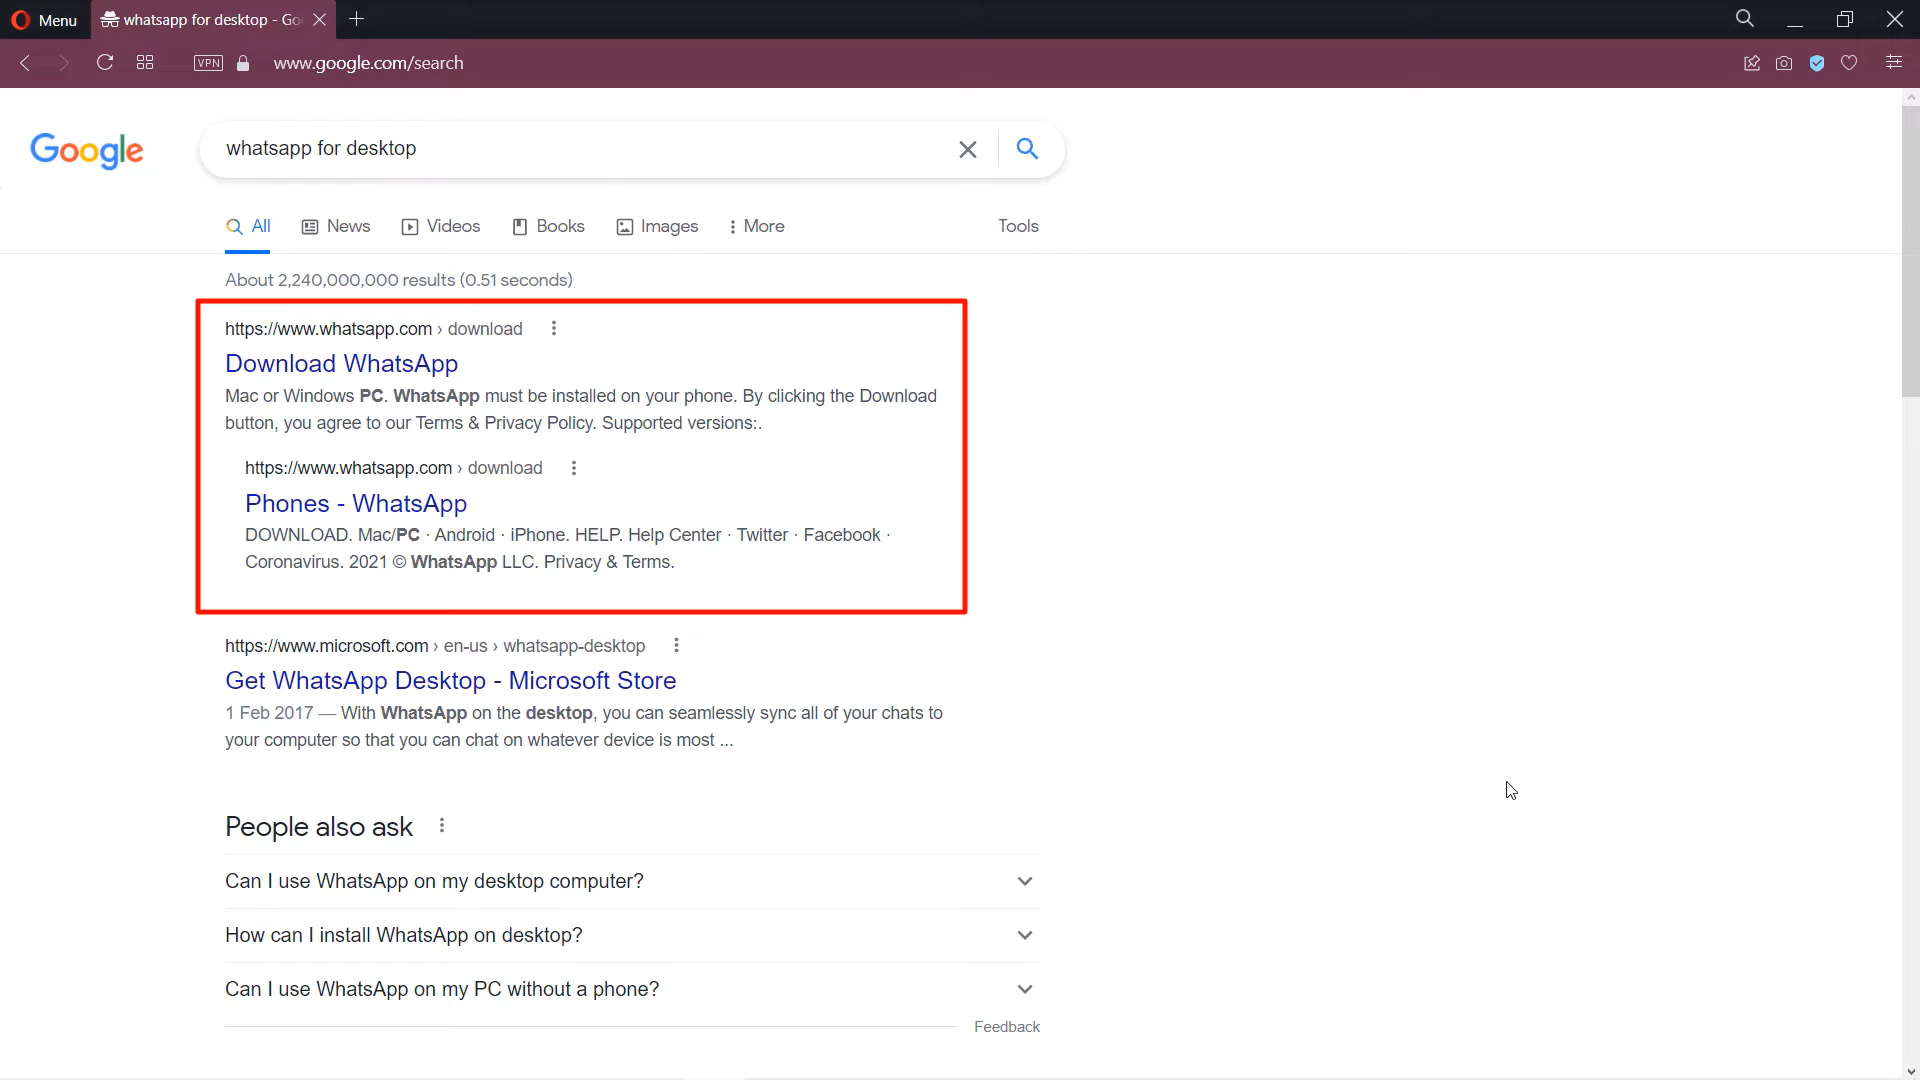 Menu
whatsapp for desktop - Go
VPN
www.google.com/search
Google
whatsapp for desktop
All
News
Videos
Books
Images
More
Tools
About 2,240,000,000 results (0.51 seconds)
https://www.whatsapp.com › download
Download WhatsApp
Mac or Windows PC. WhatsApp must be installed on your phone. By clicking the Download
button, you agree to our Terms & Privacy Policy. Supported versions:.
https://www.whatsapp.com › download
Phones - WhatsApp
DOWNLOAD. Mac/PC · Android · iPhone. HELP. Help Center · Twitter · Facebook ·
Coronavirus. 2021 © WhatsApp LLC. Privacy & Terms.
https://www.microsoft.com › en-us › whatsapp-desktop
Get WhatsApp Desktop - Microsoft Store
1 Feb 2017 — With WhatsApp on the desktop, you can seamlessly sync all of your chats to
your computer so that you can chat on whatever device is most ...
People also ask
Can I use WhatsApp on my desktop computer?
How can I install WhatsApp on desktop?
Can I use WhatsApp on my PC without a phone?
Feedback